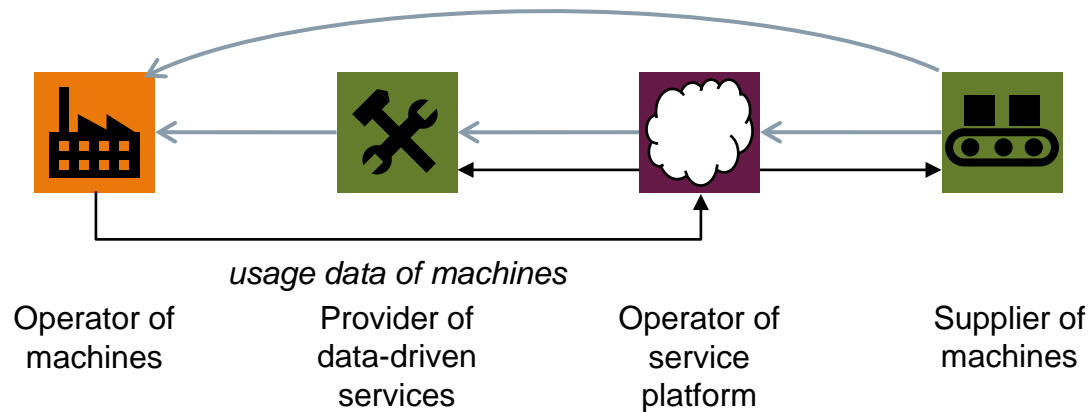 usage data of machines
Operator of
machines
Provider of
data-driven
services
Operator of
service
platform
Supplier of
machines